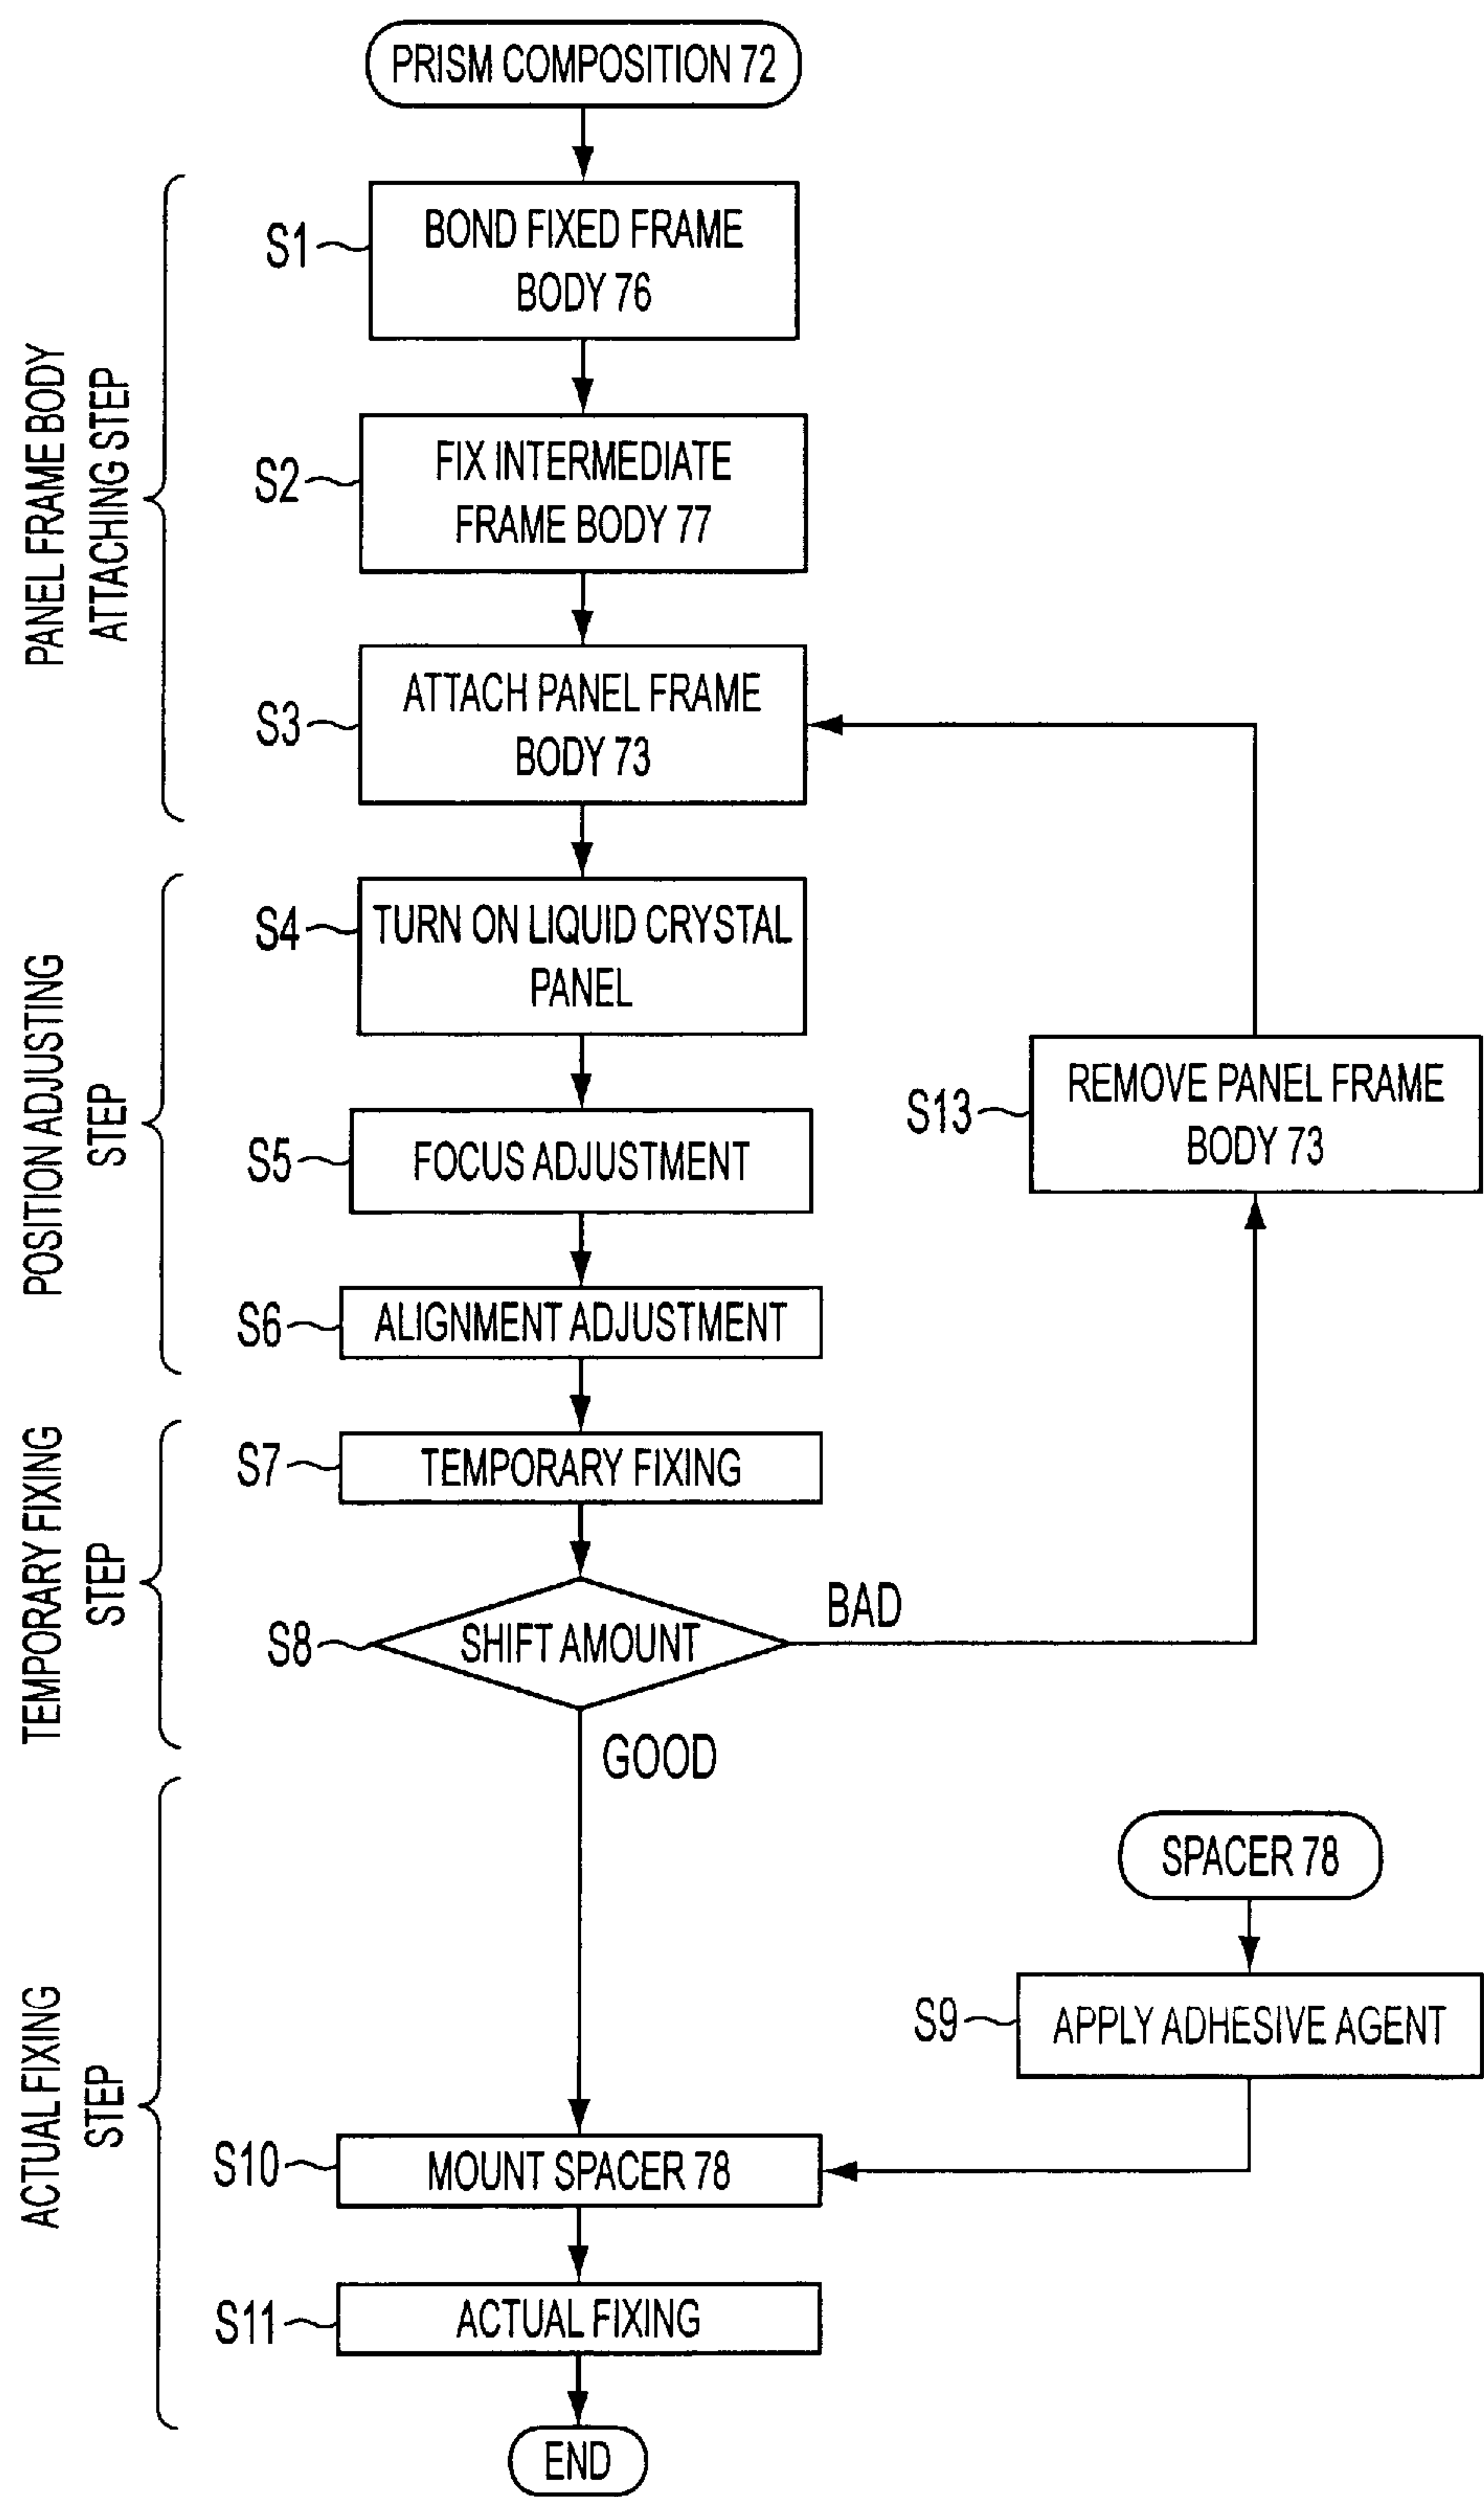 PRISM COMPOSITION 72
PANEL FRAME BODY
ATTACHING STEP
S1
BOND FIXED FRAME
BODY 76
S2
FIX INTERMEDIATE
FRAME BODY 77
S3
ATTACH PANEL FRAME
BODY 73
POSITION ADJUSTING
STEP
S4
TURN ON LIQUID CRYSTAL
PANEL
S5
FOCUS ADJUSTMENT
S6
ALIGNMENT ADJUSTMENT
S13
REMOVE PANEL FRAME
BODY 73
TEMPORARY FIXING
STEP
S7
TEMPORARY FIXING
S8
SHIFT AMOUNT
BAD
GOOD
ACTUAL FIXING
STEP
SPACER 78
S9
APPLY ADHESIVE AGENT
S10
MOUNT SPACER 78
S11
ACTUAL FIXING
END